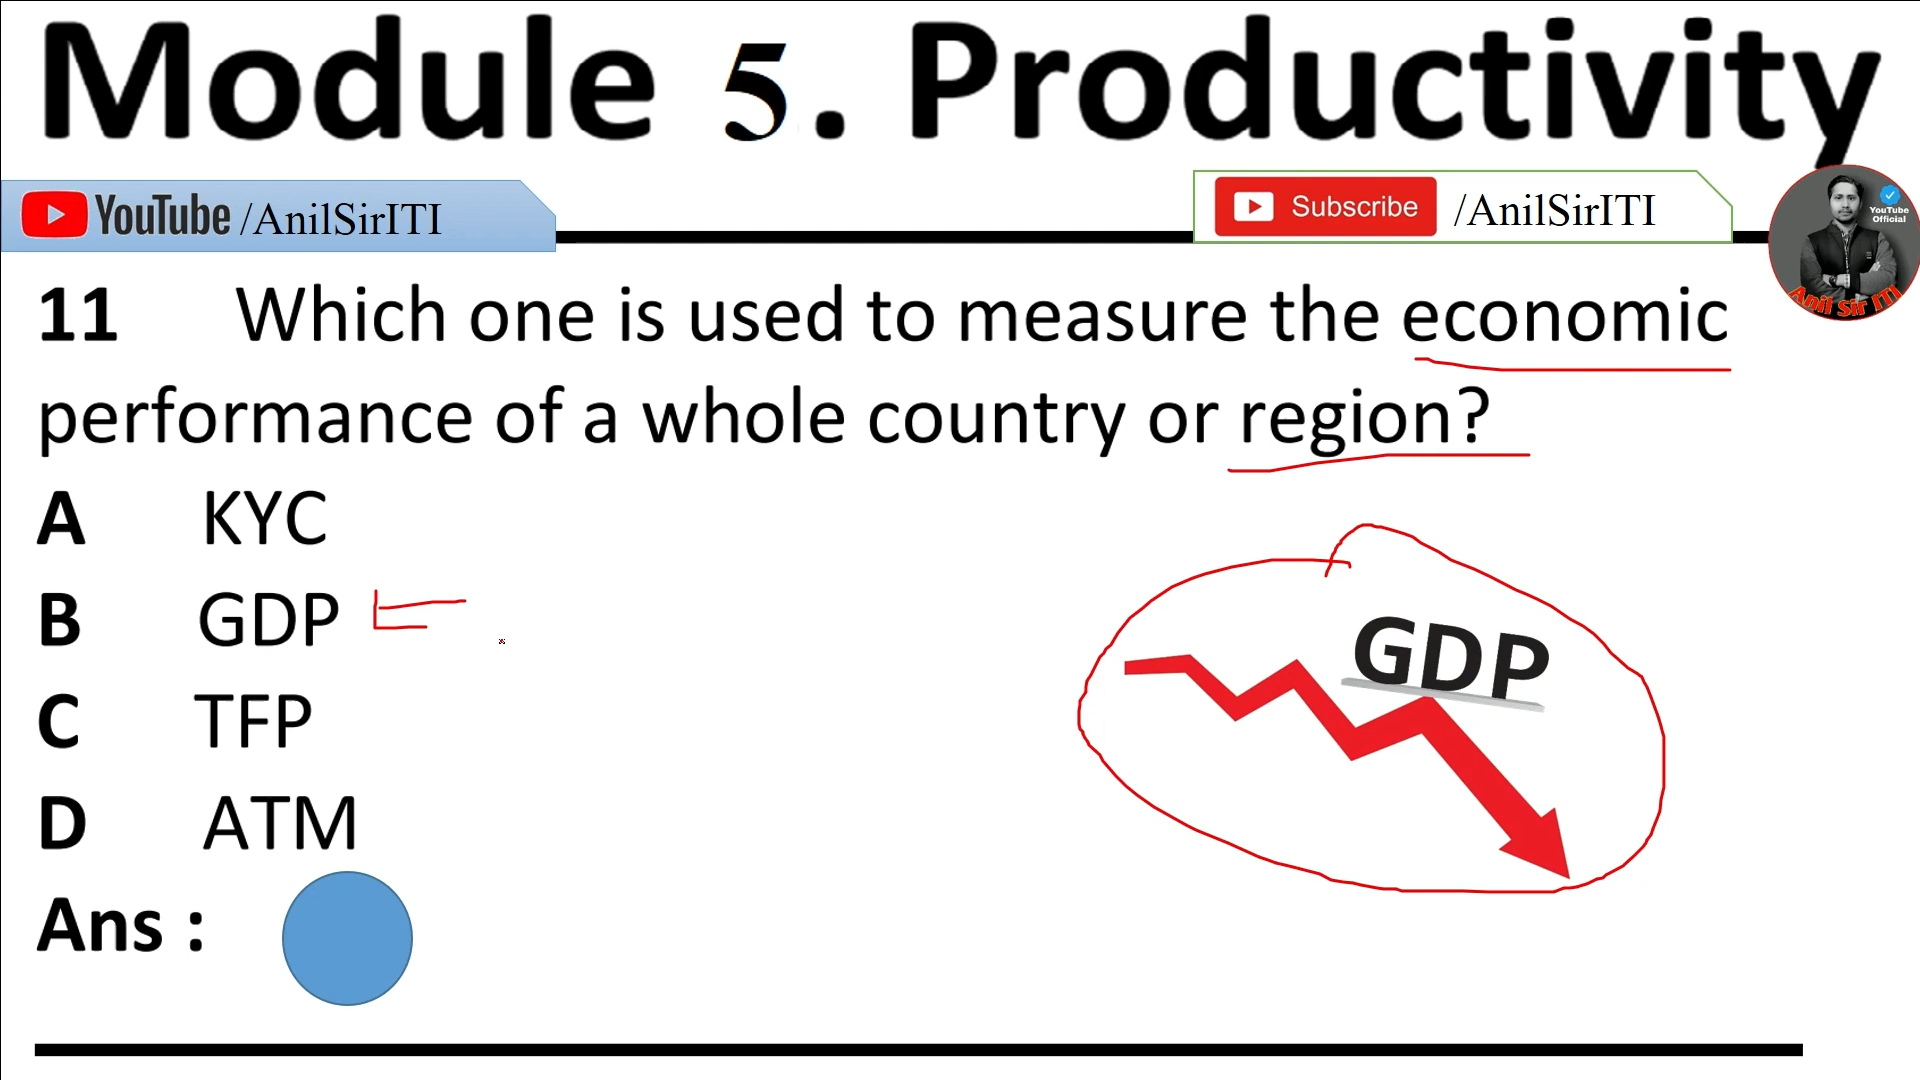 Module 5. Productivity
YouTube /AnilSirITI
Subscribe /AnilSirITI
YouTube
Official
Anil Sir ITI
11 Which one is used to measure the economic
performance of a whole country or region?
A KYC
B GDP
C TFP
D ATM
Ans :
GDP